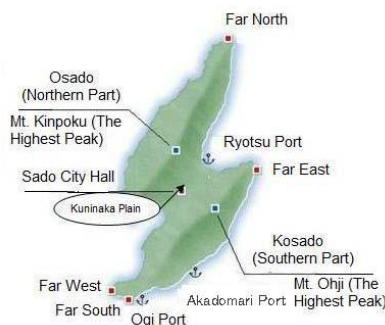 Far North
Osado
(Northern Part)
Mt. Kinpoku (The
Highest Peak)
Ryotsu Port
Sado City Hall
Far East
Kuninaka Plain
Kosado
(Southern Part)
Mt. Ohji (The
Highest Peak)
Far West
Akadomari Port
Far South
Ogi Port